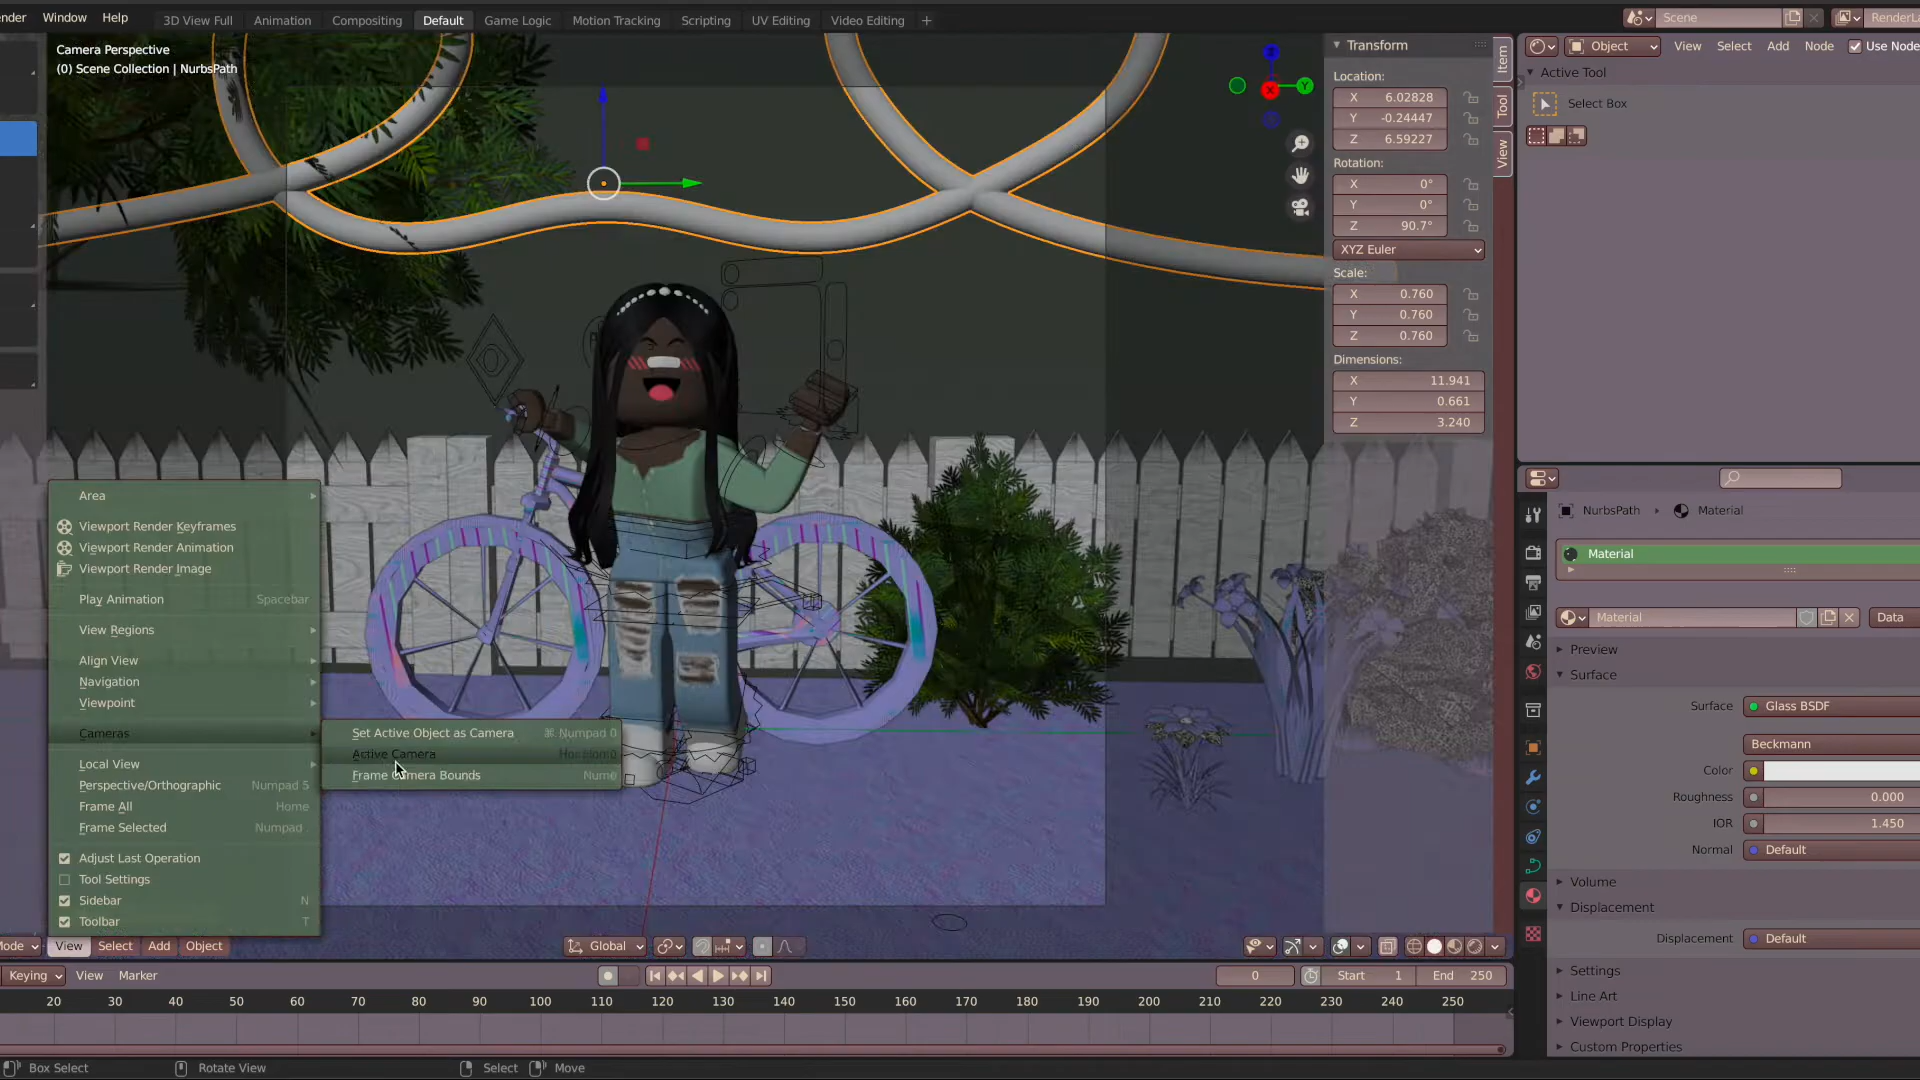 nder Window Help
3D View Full Animation Compositing Default Game Logic Motion Tracking Scripting UV Editing Video Editing +
Scene
RenderLa
Camera Perspective
(0) Scene Collection | NurbsPath
X Y
Transform
Location:
X 6.02828
Y -0.24447
Z 6.59227
Rotation:
X 0°
Y 0°
Z 90.7°
XYZ Euler
Scale:
X 0.760
Y 0.760
Z 0.760
Dimensions:
X 11.941
Y 0.661
Z 3.240
Item
Tool
View
Object View Select Add Node Use Node
Active Tool
Select Box
NurbsPath Material
Material
Material Data
Preview
Surface
Surface Glass BSDF
Beckmann
Color
Roughness 0.000
IOR 1.450
Normal Default
Volume
Displacement
Displacement Default
Settings
Line Art
Viewport Display
Custom Properties
Area
Viewport Render Keyframes
Viewport Render Animation
Viewport Render Image
Play Animation Spacebar
View Regions
Align View
Navigation
Viewpoint
Cameras
Local View
Perspective/Orthographic Numpad 5
Frame All Home
Frame Selected Numpad .
Adjust Last Operation
Tool Settings
Sidebar N
Toolbar T
Set Active Object as Camera ⌘ Numpad 0
Active Camera
Frame Camera Bounds
Mode View Select Add Object
Global
Keying View Marker
0 Start 1 End 250
20 30 40 50 60 70 80 90 100 110 120 130 140 150 160 170 180 190 200 210 220 230 240 250
Box Select Rotate View Select Move